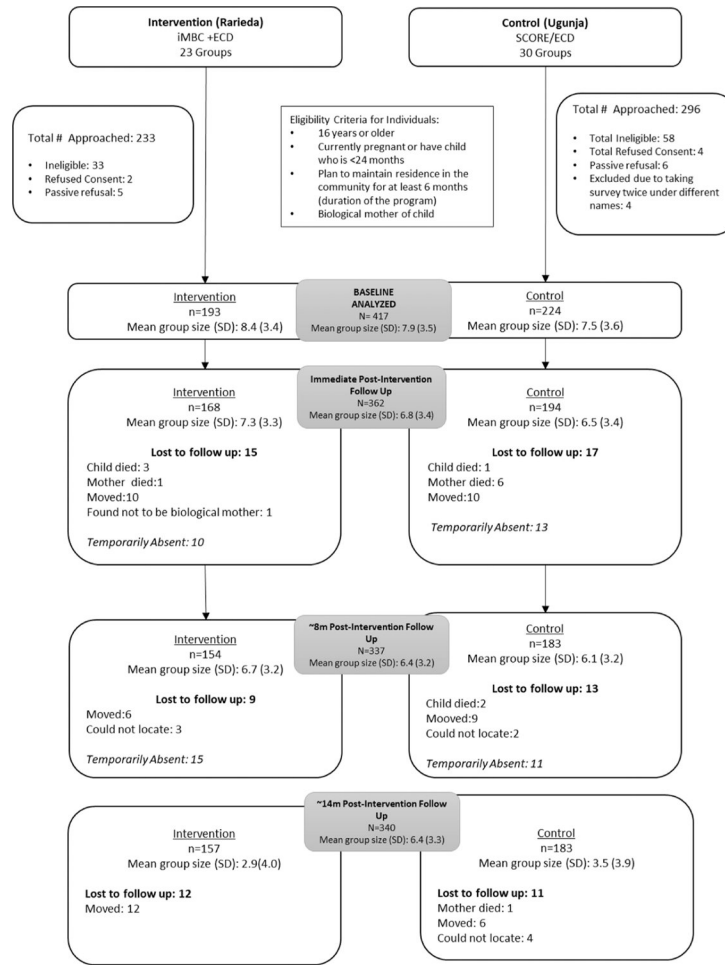 Intervention (Rarieda)
iMBC +ECD
23 Groups
Control (Ugunja)
SCORE/ECD
30 Groups
Total # Approached: 233
• Ineligible: 33
• Refused Consent: 2
• Passive refusal: 5
Eligibility Criteria for Individuals:
• 16 years or older
• Currently pregnant or have child
who is <24 months
• Plan to maintain residence in the
community for at least 6 months
(duration of the program)
• Biological mother of child
Total # Approached: 296
• Total Ineligible: 58
• Total Refused Consent: 4
• Passive refusal: 6
• Excluded due to taking
survey twice under different
names: 4
Intervention
n=193
Mean group size (SD): 8.4 (3.4)
BASELINE
ANALYZED
N= 417
Mean group size (SD): 7.9 (3.5)
Control
n=224
Mean group size (SD): 7.5 (3.6)
Immediate Post-Intervention
Follow Up
N=362
Mean group size (SD): 6.8 (3.4)
Intervention
n=168
Mean group size (SD): 7.3 (3.3)
Lost to follow up: 15
Child died: 3
Mother died:1
Moved:10
Found not to be biological mother: 1
Temporarily Absent: 10
Control
n=194
Mean group size (SD): 6.5 (3.4)
Lost to follow up: 17
Child died: 1
Mother died: 6
Moved: 10
Temporarily Absent: 13
~8m Post-Intervention Follow
Up
N=337
Mean group size (SD): 6.4 (3.2)
Intervention
n=154
Mean group size (SD): 6.7 (3.2)
Lost to follow up: 9
Moved:6
Could not locate: 3
Temporarily Absent: 15
Control
n=183
Mean group size (SD): 6.1 (3.2)
Lost to follow up: 13
Child died:2
Mooved:9
Could not locate:2
Temporarily Absent: 11
~14m Post-Intervention Follow
Up
N=340
Mean group size (SD): 6.4 (3.3)
Intervention
n=157
Mean group size (SD): 2.9(4.0)
Lost to follow up: 12
Moved: 12
Control
n=183
Mean group size (SD): 3.5 (3.9)
Lost to follow up: 11
Mother died: 1
Moved: 6
Could not locate: 4